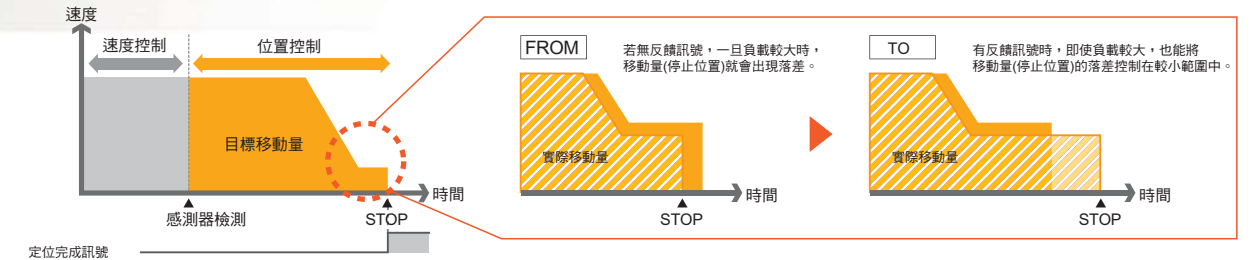 速度
速度控制
位置控制
目標移動量
時間
感測器檢測
STOP
定位完成訊號
FROM
若無反饋訊號，一旦負載較大時，
移動量(停止位置)就會出現落差。
實際移動量
時間
STOP
TO
有反饋訊號時，即使負載較大，也能將
移動量(停止位置)的落差控制在較小範圍中。
實際移動量
時間
STOP